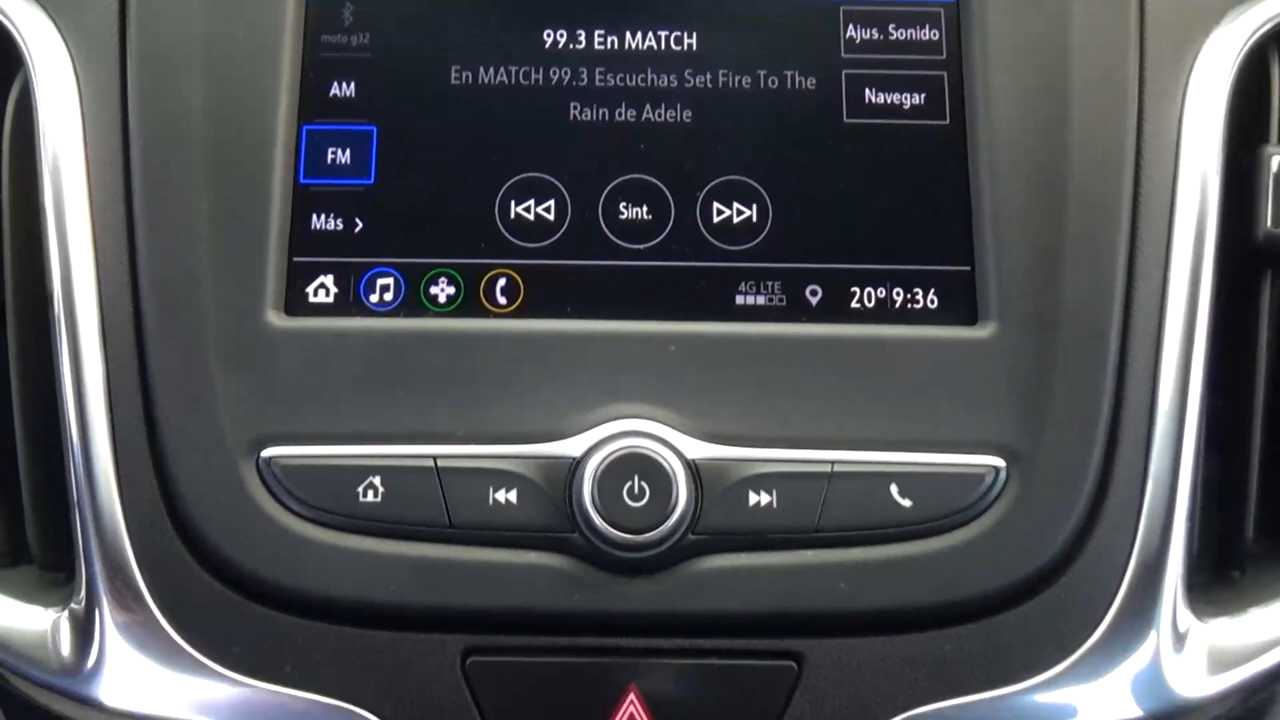 moto g32
AM
FM
Más
99.3 En MATCH
En MATCH 99.3 Escuchas Set Fire To The
Rain de Adele
Sint.
Ajus. Sonido
Navegar
4G LTE
20° 9:36